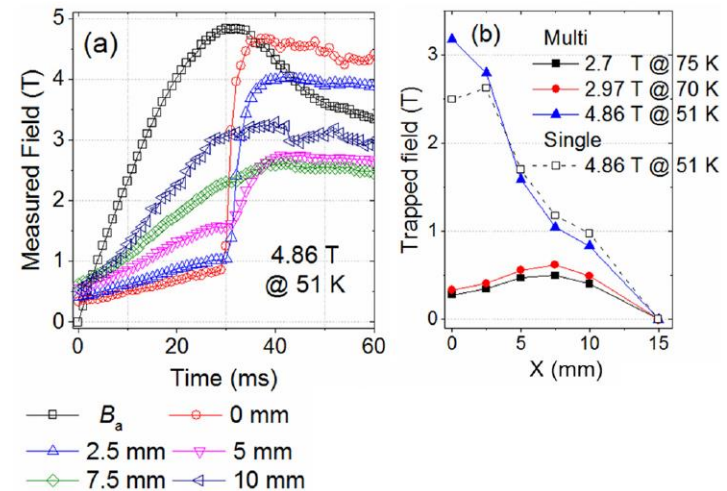 (a)
Measured Field (T)
5
4
3
2
1
0
4.86 T
@ 51 K
0 20 40 60
Time (ms)
Ba
0 mm
2.5 mm
5 mm
7.5 mm
10 mm
(b)
Trapped field (T)
3
2
1
0
Multi
2.7 T @ 75 K
2.97 T @ 70 K
4.86 T @ 51 K
Single
4.86 T @ 51 K
0 5 10 15
X (mm)